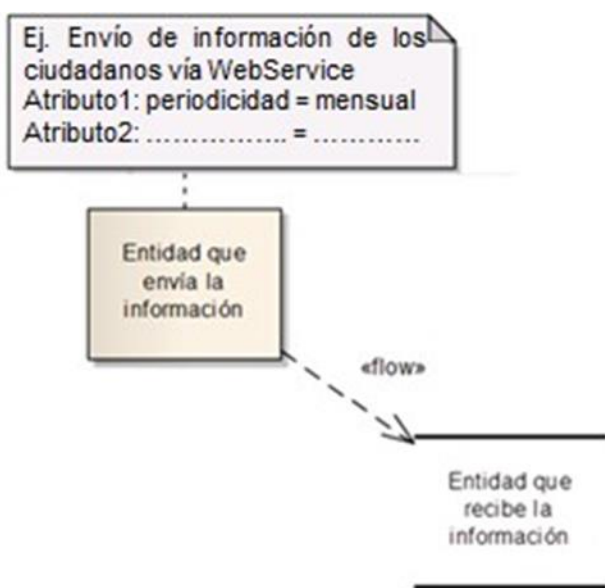 Ej. Envío de información de los
ciudadanos vía WebService
Atributo1: periodicidad = mensual
Atributo2: ................ = ............
Entidad que
envía la
información
«flow»
Entidad que
recibe la
información